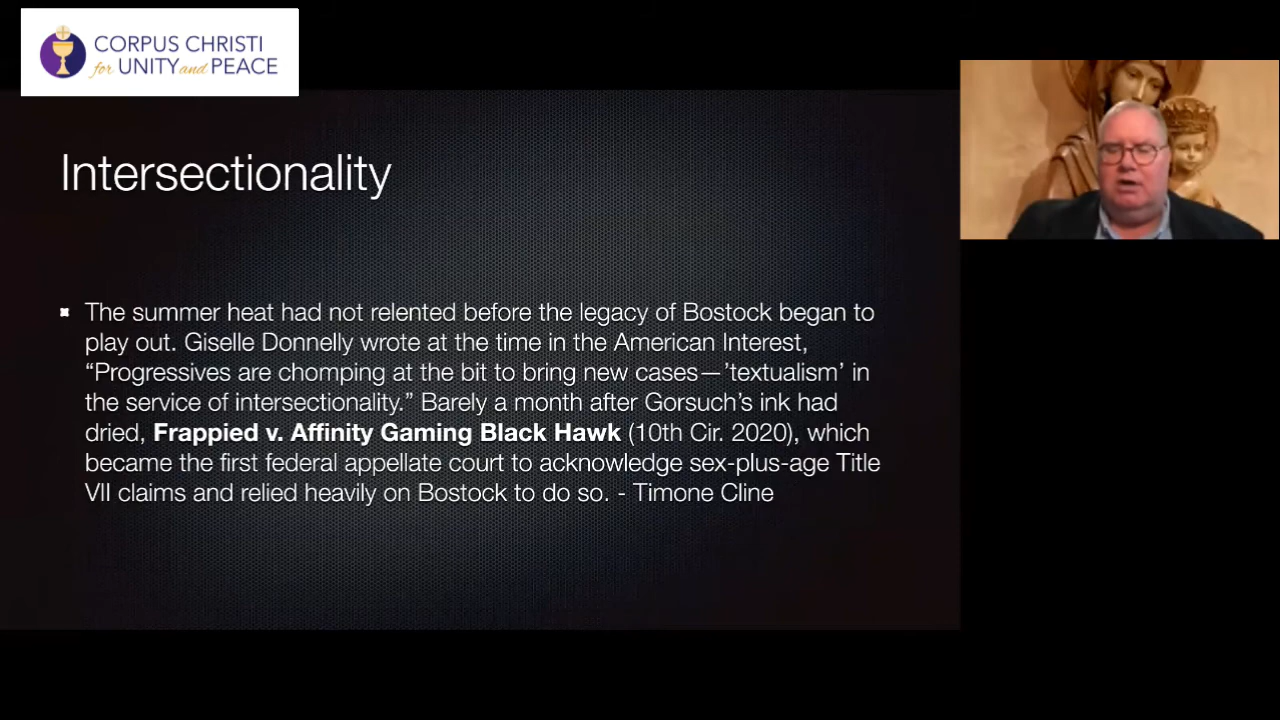 CORPUS CHRISTI
for UNITY and PEACE
Intersectionality
The summer heat had not relented before the legacy of Bostock began to
play out. Giselle Donnelly wrote at the time in the American Interest,
“Progressives are chomping at the bit to bring new cases—’textualism’ in
the service of intersectionality.” Barely a month after Gorsuch’s ink had
dried, Frappied v. Affinity Gaming Black Hawk (10th Cir. 2020), which
became the first federal appellate court to acknowledge sex-plus-age Title
VII claims and relied heavily on Bostock to do so. - Timone Cline